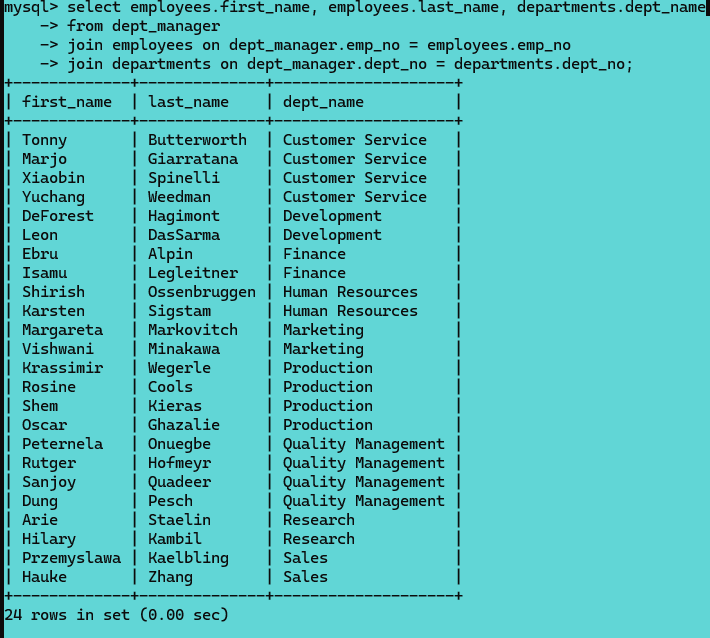 mysql> select employees.first_name, employees.last_name, departments.dept_name
    -> from dept_manager
    -> join employees on dept_manager.emp_no = employees.emp_no
    -> join departments on dept_manager.dept_no = departments.dept_no;
+-------------+--------------+--------------------+
| first_name  | last_name    | dept_name          |
+-------------+--------------+--------------------+
| Tonny       | Butterworth  | Customer Service   |
| Marjo       | Giarratana   | Customer Service   |
| Xiaobin     | Spinelli     | Customer Service   |
| Yuchang     | Weedman      | Customer Service   |
| DeForest    | Hagimont     | Development        |
| Leon        | DasSarma     | Development        |
| Ebru        | Alpin        | Finance            |
| Isamu       | Legleitner   | Finance            |
| Shirish     | Ossenbruggen | Human Resources    |
| Karsten     | Sigstam      | Human Resources    |
| Margareta   | Markovitch   | Marketing          |
| Vishwani    | Minakawa     | Marketing          |
| Krassimir   | Wegerle      | Production         |
| Rosine      | Cools        | Production         |
| Shem        | Kieras       | Production         |
| Oscar       | Ghazalie     | Production         |
| Peternela   | Onuegbe      | Quality Management |
| Rutger      | Hofmeyr      | Quality Management |
| Sanjoy      | Quadeer      | Quality Management |
| Dung        | Pesch        | Quality Management |
| Arie        | Staelin      | Research           |
| Hilary      | Kambil       | Research           |
| Przemyslawa | Kaelbling    | Sales              |
| Hauke       | Zhang        | Sales              |
+-------------+--------------+--------------------+
24 rows in set (0.00 sec)